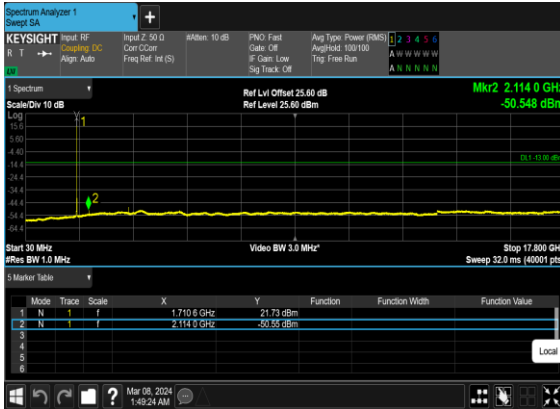 Spectrum Analyzer 1
Swept SA
+
KEYSIGHT
R T
Input: RF
Coupling: DC
Align: Auto
Input Z: 50 Ω
Corr CCorr
Freq Ref: Int (S)
#Atten: 10 dB
PNO: Fast
Gate: Off
IF Gain: Low
Sig Track: Off
Avg Type: Power (RMS)
Avg|Hold: 100/100
Trig: Free Run
1 2 3 4 5 6
A W W W W W
A N N N N N
1 Spectrum
Scale/Div 10 dB
Ref Lvl Offset 25.60 dB
Ref Level 25.60 dBm
Mkr2 2.114 0 GHz
-50.548 dBm
Log
15.6
5.60
-4.40
-14.4
-24.4
-34.4
-44.4
-54.4
-64.4
1
2
DL1 -13.00 dBm
Start 30 MHz
#Res BW 1.0 MHz
Video BW 3.0 MHz*
Stop 17.800 GH
Sweep 32.0 ms (40001 pts
5 Marker Table
Mode Trace Scale X Y Function Function Width Function Value
1 N 1 f 1.710 6 GHz 21.73 dBm
2 N 1 f 2.114 0 GHz -50.55 dBm
3
4
5
6
Local
?
Mar 08, 2024
1:49:24 AM